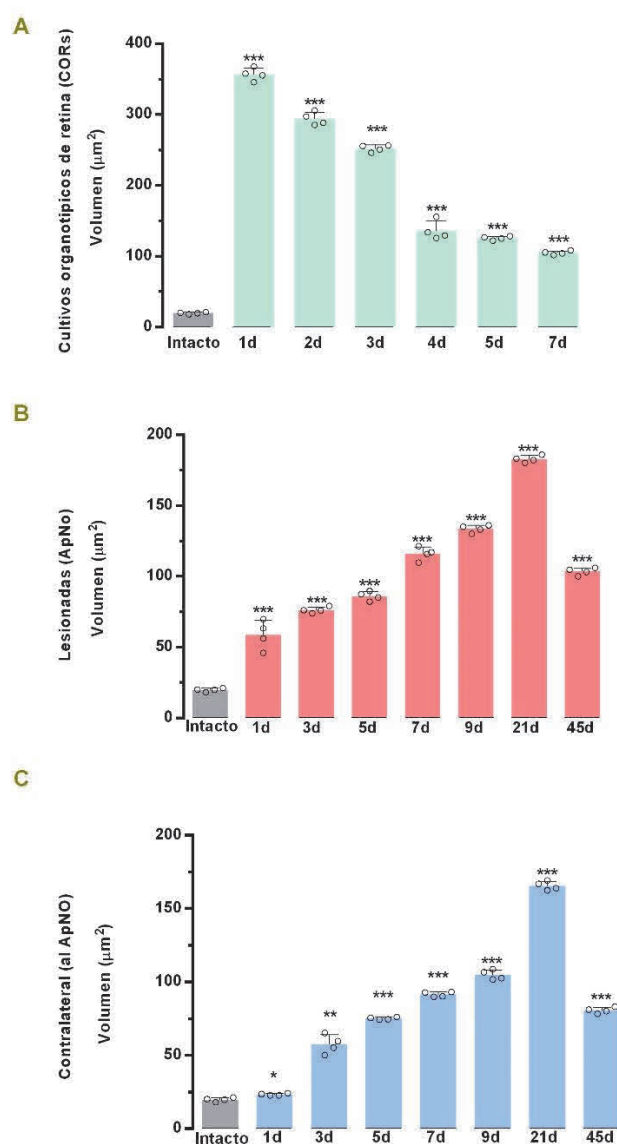 A
Cultivos organotipicos de retina (CORs)
Volumen (μm²)
400
300
200
100
0
***
***
***
***
***
***
Intacto 1d 2d 3d 4d 5d 7d
B
Lesionadas (ApNo)
Volumen (μm²)
200
150
100
50
0
***
***
***
***
***
***
***
Intacto 1d 3d 5d 7d 9d 21d 45d
C
Contralateral (al ApNO)
Volumen (μm²)
200
150
100
50
0
*
**
***
***
***
***
***
Intacto 1d 3d 5d 7d 9d 21d 45d